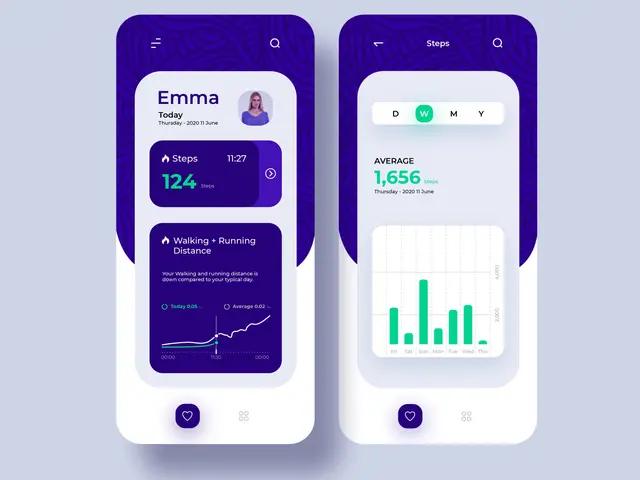 Emma
Today
Thursday - 2020 11 June
Steps 11:27
124 Steps
Walking + Running
Distance
Your Walking and running distance is
down compared to your typical day.
Today 0.05 Average 0.02
00:00 11:30 00:00
Steps
D W M Y
AVERAGE
1,656 Steps
Thursday - 2020 11 June
4,000
2,000
Fri Sat Sun Mon Tue Wed Thu